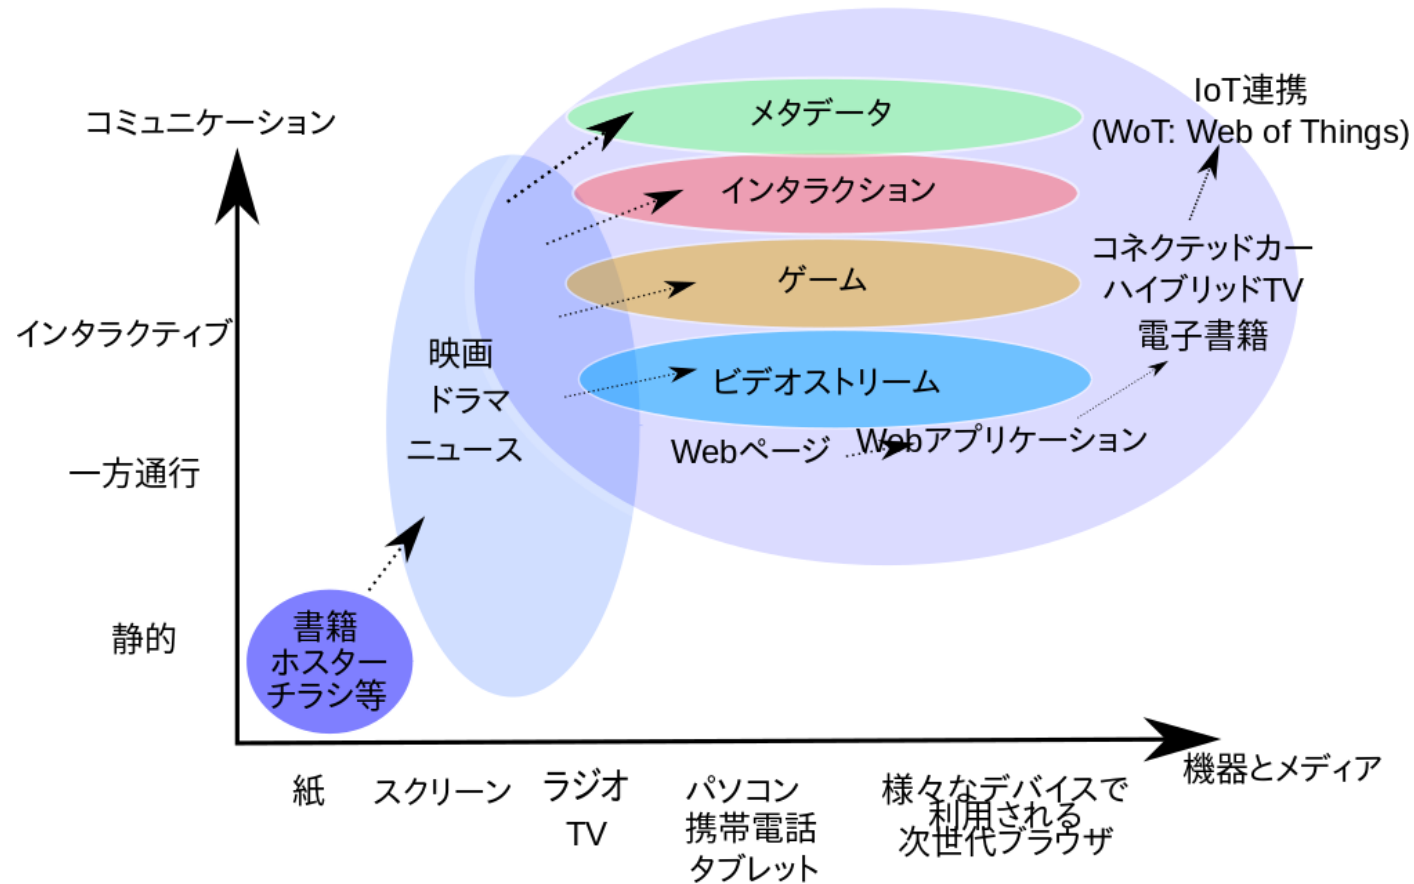 コミュニケーション
インタラクティブ
一方通行
静的
メタデータ
インタラクション
ゲーム
ビデオストリーム
IoT連携
(WoT: Web of Things)
コネクテッドカー
ハイブリッドTV
電子書籍
Webページ
Webアプリケーション
映画
ドラマ
ニュース
書籍
ホスター
チラシ等
機器とメディア
紙
スクリーン
ラジオ
TV
パソコン
携帯電話
タブレット
様々なデバイスで
利用される
次世代ブラウザ